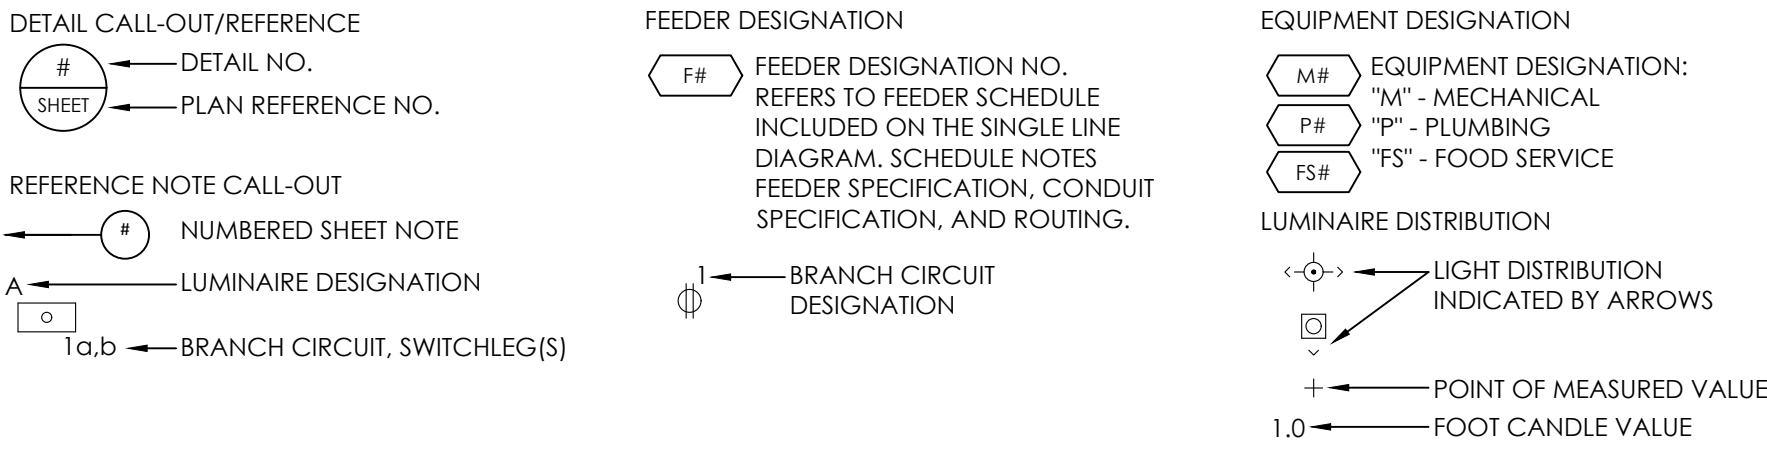 DETAIL CALL-OUT/REFERENCE
#
DETAIL NO.
SHEET
PLAN REFERENCE NO.
REFERENCE NOTE CALL-OUT
#
NUMBERED SHEET NOTE
A
LUMINAIRE DESIGNATION
1a,b
BRANCH CIRCUIT, SWITCHLEG(S)
FEEDER DESIGNATION
F#
FEEDER DESIGNATION NO.
REFERS TO FEEDER SCHEDULE
INCLUDED ON THE SINGLE LINE
DIAGRAM. SCHEDULE NOTES
FEEDER SPECIFICATION, CONDUIT
SPECIFICATION, AND ROUTING.
1
BRANCH CIRCUIT
DESIGNATION
EQUIPMENT DESIGNATION
M#
EQUIPMENT DESIGNATION:
"M" - MECHANICAL
P#
"P" - PLUMBING
FS#
"FS" - FOOD SERVICE
LUMINAIRE DISTRIBUTION
LIGHT DISTRIBUTION
INDICATED BY ARROWS
POINT OF MEASURED VALUE
1.0
FOOT CANDLE VALUE